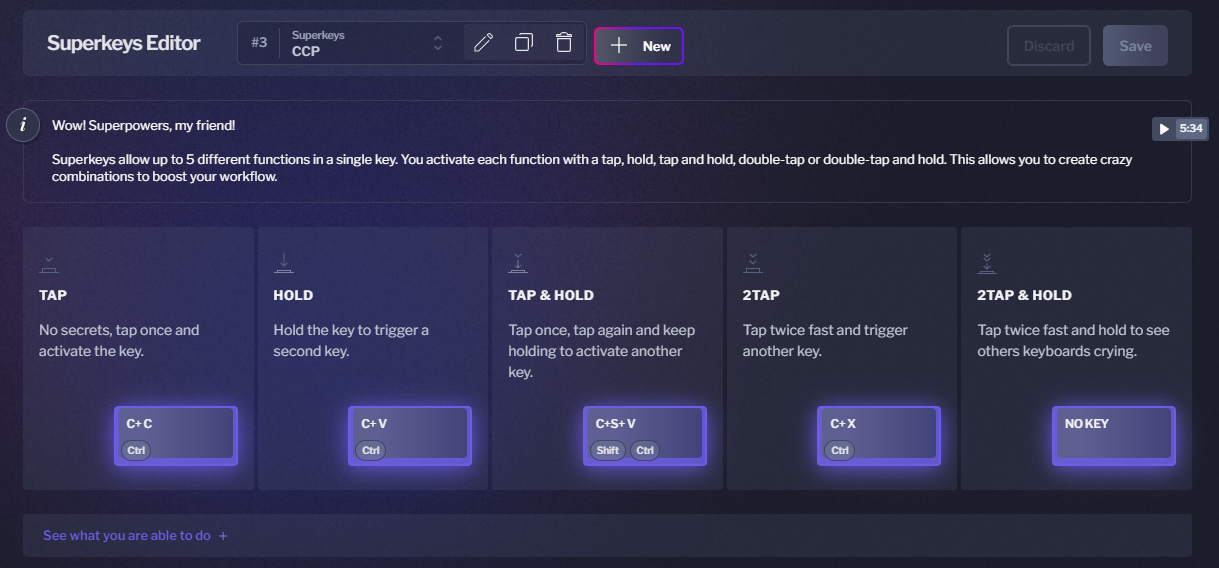 Superkeys Editor
#3
Superkeys
CCP
New
Discard
Save
i
Wow! Superpowers, my friend!
5:34
Superkeys allow up to 5 different functions in a single key. You activate each function with a tap, hold, tap and hold, double-tap or double-tap and hold. This allows you to create crazy
combinations to boost your workflow.
TAP
No secrets, tap once and
activate the key.
C+C
Ctrl
HOLD
Hold the key to trigger a
second key.
C+V
Ctrl
TAP & HOLD
Tap once, tap again and keep
holding to activate another
key.
C+S+V
Shift Ctrl
2TAP
Tap twice fast and trigger
another key.
C+X
Ctrl
2TAP & HOLD
Tap twice fast and hold to see
others keyboards crying.
NO KEY
See what you are able to do +